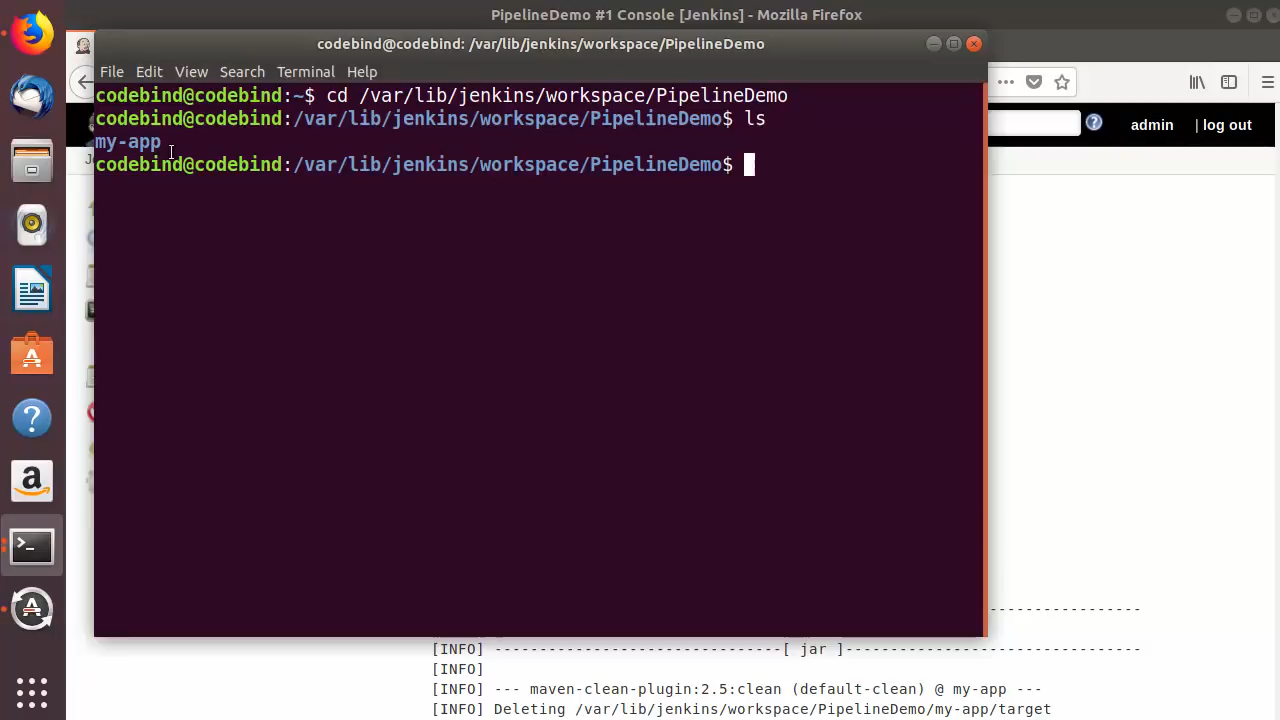 PipelineDemo #1 Console [Jenkins] - Mozilla Firefox
codebind@codebind: /var/lib/jenkins/workspace/PipelineDemo
File Edit View Search Terminal Help
codebind@codebind:~$ cd /var/lib/jenkins/workspace/PipelineDemo
codebind@codebind:/var/lib/jenkins/workspace/PipelineDemo$ ls
my-app
codebind@codebind:/var/lib/jenkins/workspace/PipelineDemo$
admin | log out
[INFO] -------------------------------[ jar ]---------------------------------
[INFO]
[INFO] --- maven-clean-plugin:2.5:clean (default-clean) @ my-app ---
[INFO] Deleting /var/lib/jenkins/workspace/PipelineDemo/my-app/target